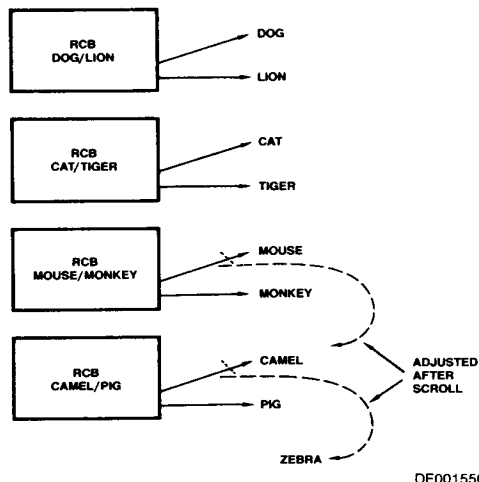 RCB
DOG/LION
DOG
LION
RCB
CAT/TIGER
CAT
TIGER
RCB
MOUSE/MONKEY
MOUSE
MONKEY
RCB
CAMEL/PIG
CAMEL
PIG
ZEBRA
ADJUSTED
AFTER
SCROLL